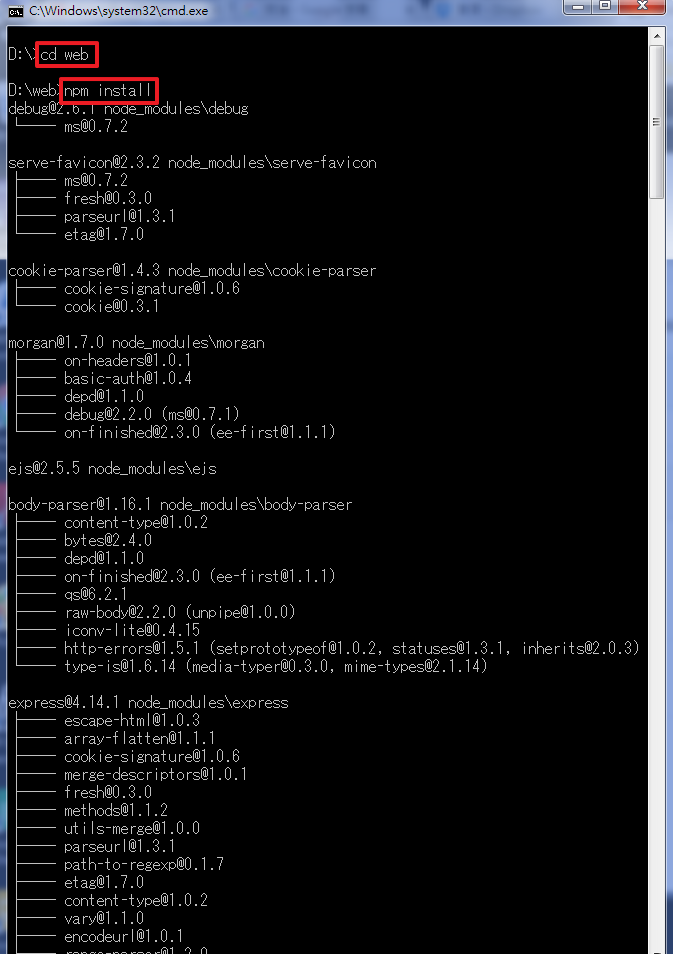 C:\Windows\system32\cmd.exe
D:\>cd web
D:\web>npm install
debug@2.6.1 node_modules\debug
└── ms@0.7.2
serve-favicon@2.3.2 node_modules\serve-favicon
├── ms@0.7.2
├── fresh@0.3.0
├── parseurl@1.3.1
└── etag@1.7.0
cookie-parser@1.4.3 node_modules\cookie-parser
├── cookie-signature@1.0.6
└── cookie@0.3.1
morgan@1.7.0 node_modules\morgan
├── on-headers@1.0.1
├── basic-auth@1.0.4
├── depd@1.1.0
├── debug@2.2.0 (ms@0.7.1)
└── on-finished@2.3.0 (ee-first@1.1.1)
ejs@2.5.5 node_modules\ejs
body-parser@1.16.1 node_modules\body-parser
├── content-type@1.0.2
├── bytes@2.4.0
├── depd@1.1.0
├── on-finished@2.3.0 (ee-first@1.1.1)
├── qs@6.2.1
├── raw-body@2.2.0 (unpipe@1.0.0)
├── iconv-lite@0.4.15
├── http-errors@1.5.1 (setprototypeof@1.0.2, statuses@1.3.1, inherits@2.0.3)
└── type-is@1.6.14 (media-typer@0.3.0, mime-types@2.1.14)
express@4.14.1 node_modules\express
├── escape-html@1.0.3
├── array-flatten@1.1.1
├── cookie-signature@1.0.6
├── merge-descriptors@1.0.1
├── fresh@0.3.0
├── methods@1.1.2
├── utils-merge@1.0.0
├── parseurl@1.3.1
├── path-to-regexp@0.1.7
├── etag@1.7.0
├── content-type@1.0.2
├── vary@1.1.0
├── encodeurl@1.0.1
├── range-parser@1.2.0